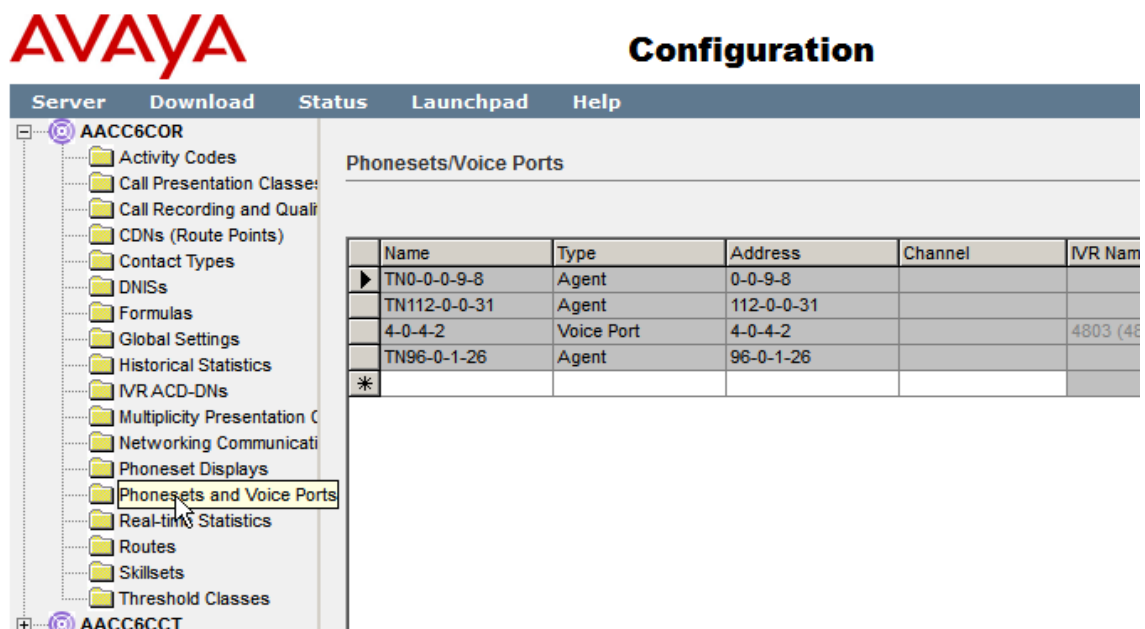 AVAYA
Configuration
Server Download Status Launchpad Help
AACC6COR
Activity Codes
Call Presentation Classes
Call Recording and Quali
CDNs (Route Points)
Contact Types
DNISs
Formulas
Global Settings
Historical Statistics
IVR ACD-DNs
Multiplicity Presentation C
Networking Communicati
Phoneset Displays
Phonesets and Voice Ports
Real-time Statistics
Routes
Skillsets
Threshold Classes
AACC6CCT
Phonesets/Voice Ports
Name Type Address Channel IVR Nam
TN0-0-0-9-8 Agent 0-0-9-8
TN112-0-0-31 Agent 112-0-0-31
4-0-4-2 Voice Port 4-0-4-2 4803 (48
TN96-0-1-26 Agent 96-0-1-26